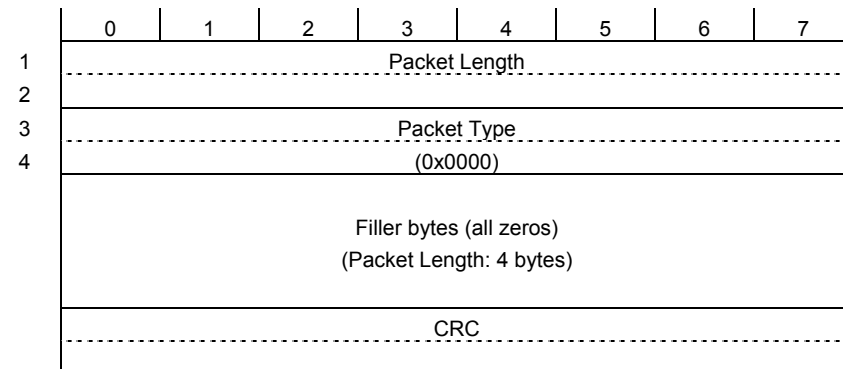 0 1 2 3 4 5 6 7
1 Packet Length
2
3 Packet Type
4 (0x0000)
Filler bytes (all zeros)
(Packet Length: 4 bytes)
CRC